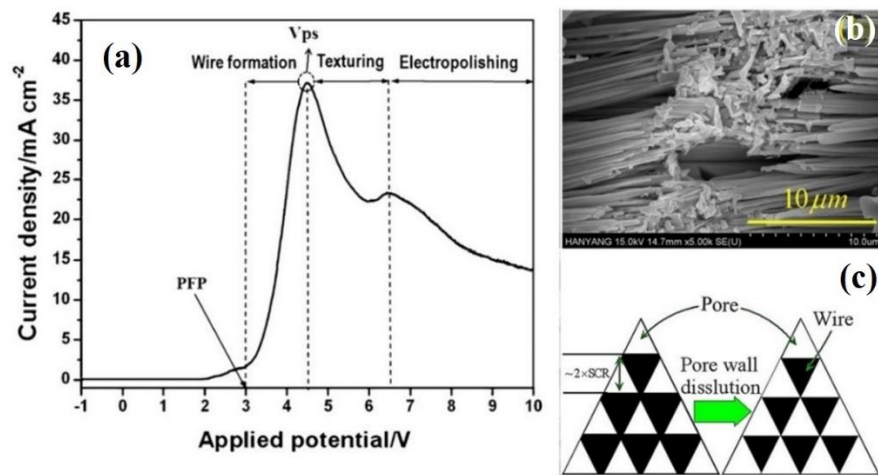 (a)
Vps
Wire formation
Texturing
Electropolishing
PFP
Current density/mA cm⁻²
45
40
35
30
25
20
15
10
5
0
-1 0 1 2 3 4 5 6 7 8 9 10
Applied potential/V
(b)
10 μm
HANYANG 15.0kV 14.7mm x5.00k SE(U)
10.0um
(c)
Pore
Wire
~2×SCR
Pore wall
disslution